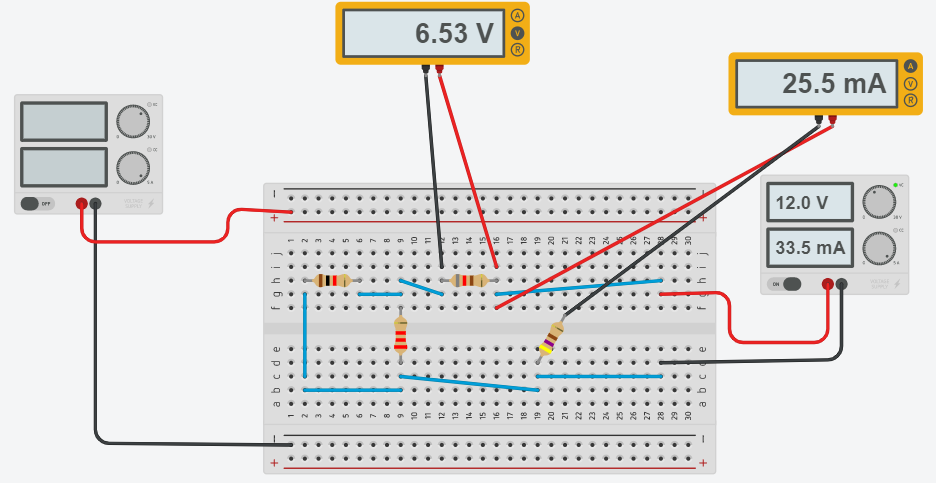 6.53 V
A
V
R
25.5 mA
A
V
R
OFF
12.0 V
33.5 mA
ON
+ +
1 2 3 4 5 6 7 8 9 10 11 12 13 14 15 16 17 18 19 20 21 22 23 24 25 26 27 28 29 30
j j
i i
h h
g g
f f
e e
d d
c c
b b
a a
1 2 3 4 5 6 7 8 9 10 11 12 13 14 15 16 17 18 19 20 21 22 23 24 25 26 27 28 29 30
+ +